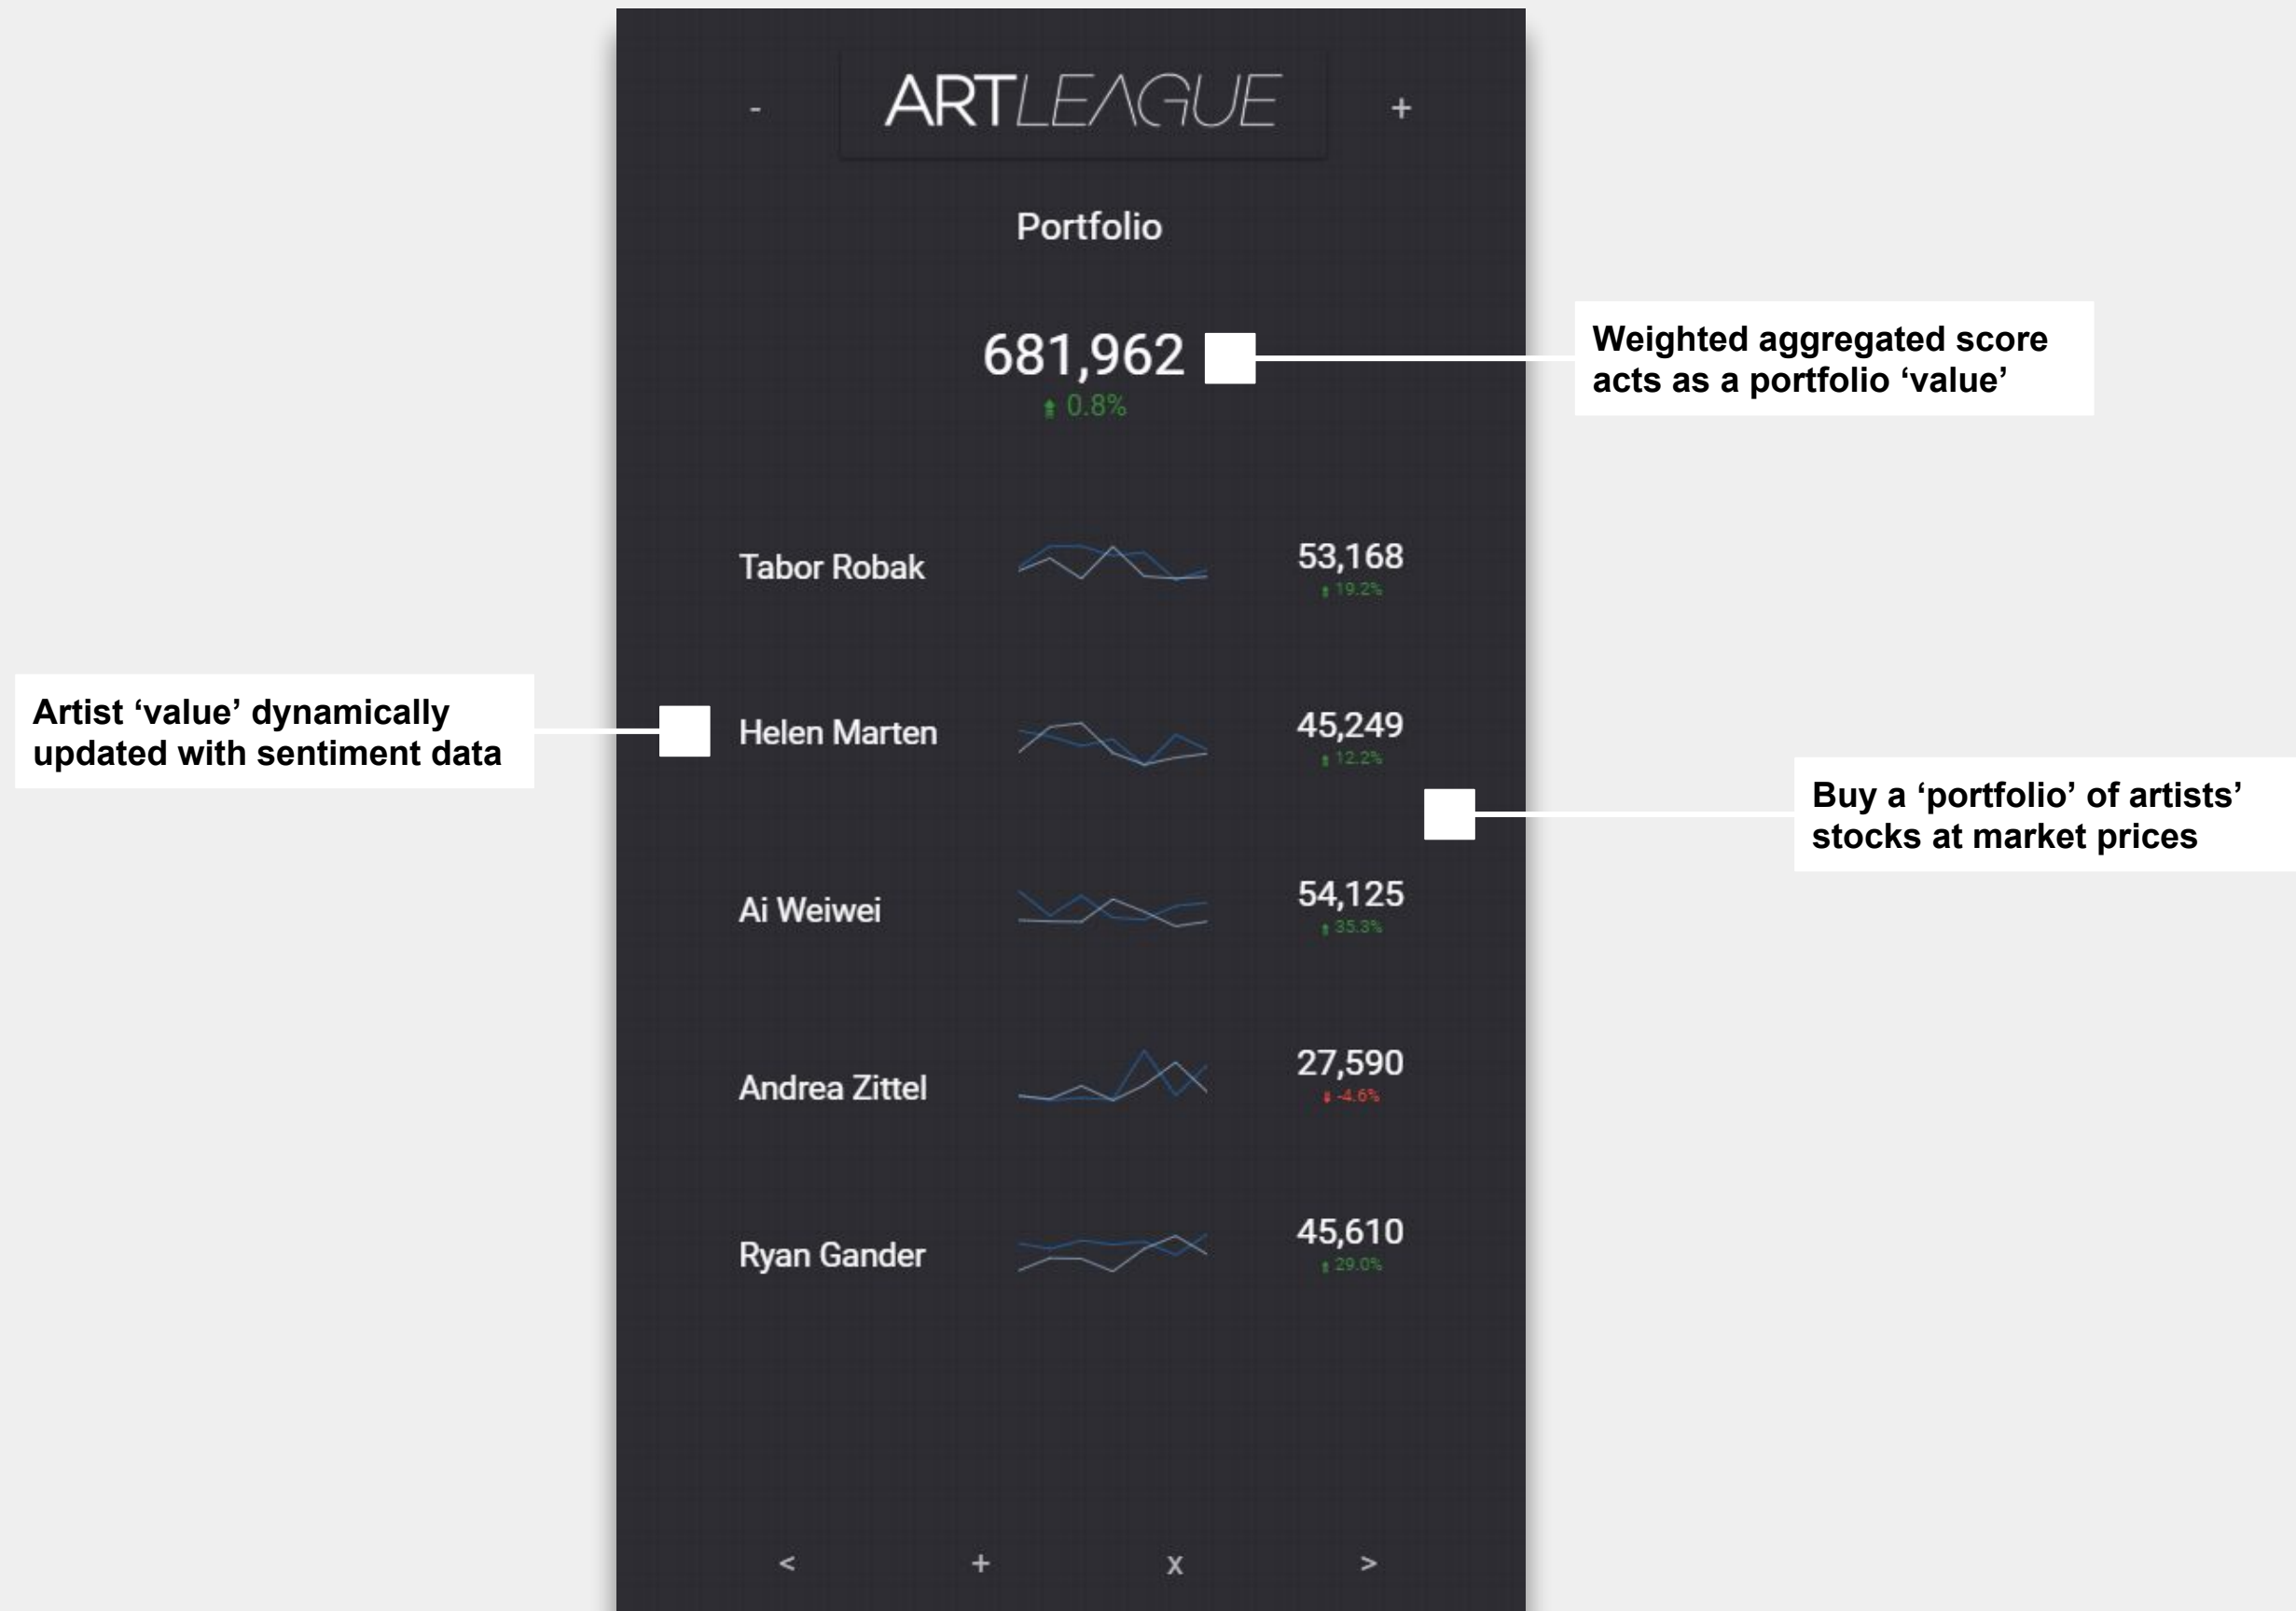 - ARTLEAGUE +
Portfolio
681,962
0.8%
Weighted aggregated score
acts as a portfolio ‘value’
Tabor Robak 53,168
19.2%
Artist ‘value’ dynamically
updated with sentiment data
Helen Marten 45,249
12.2%
Buy a ‘portfolio’ of artists’
stocks at market prices
Ai Weiwei 54,125
35.3%
Andrea Zittel 27,590
-4.6%
Ryan Gander 45,610
29.0%
< + x >